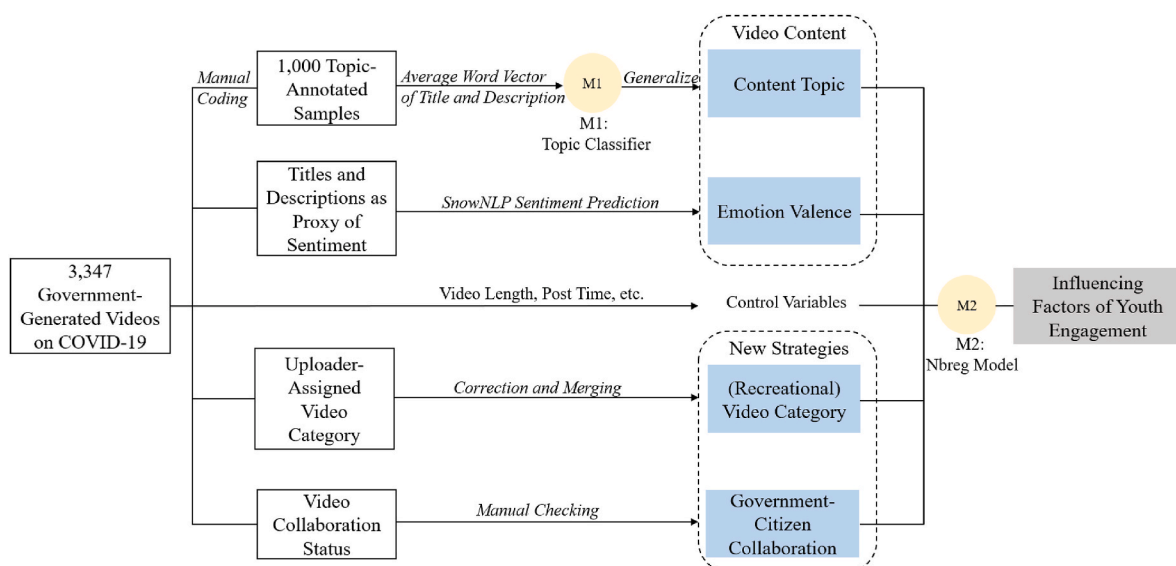 3,347
Government-
Generated Videos
on COVID-19
Manual
Coding
1,000 Topic-
Annotated
Samples
Average Word Vector
of Title and Description
M1
M1:
Topic Classifier
Generalize
Video Content
Content Topic
Titles and
Descriptions as
Proxy of
Sentiment
SnowNLP Sentiment Prediction
Emotion Valence
Video Length, Post Time, etc.
Control Variables
Uploader-
Assigned
Video
Category
Correction and Merging
New Strategies
(Recreational)
Video Category
Video
Collaboration
Status
Manual Checking
Government-
Citizen
Collaboration
M2
M2:
Nbreg Model
Influencing
Factors of Youth
Engagement